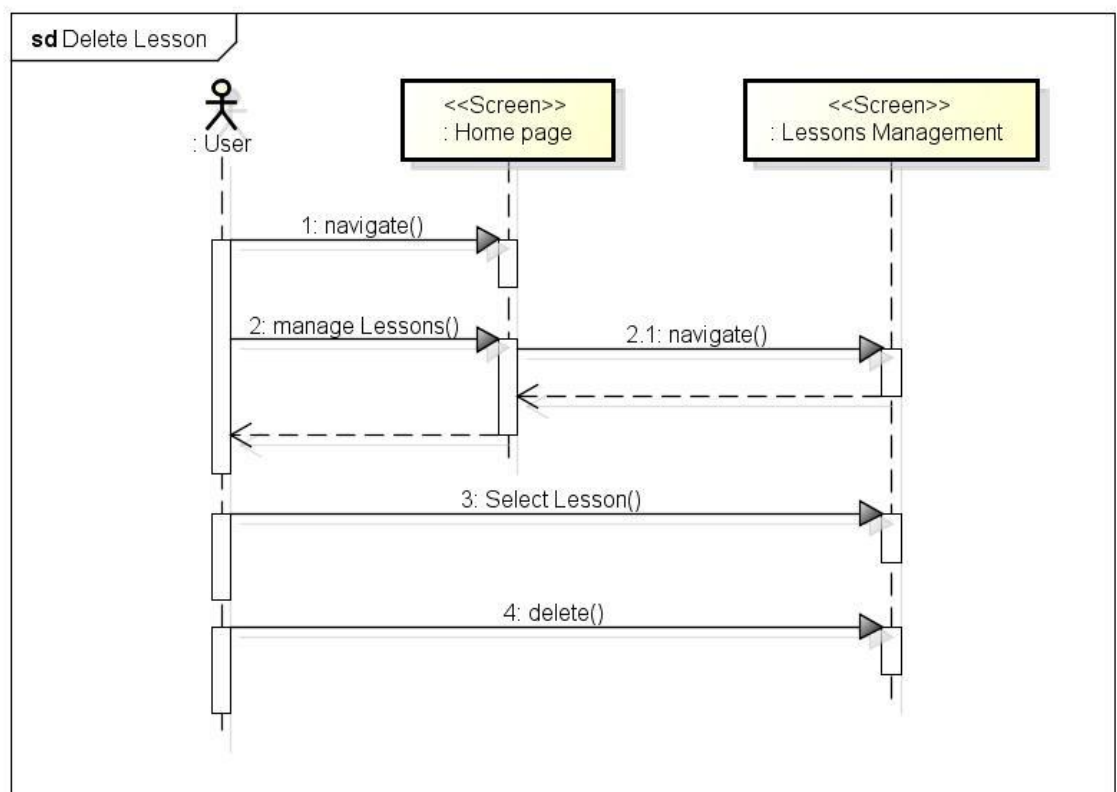 sd Delete Lesson
: User
<<Screen>>
: Home page
<<Screen>>
: Lessons Management
1: navigate()
2: manage Lessons()
2.1: navigate()
3: Select Lesson()
4: delete()